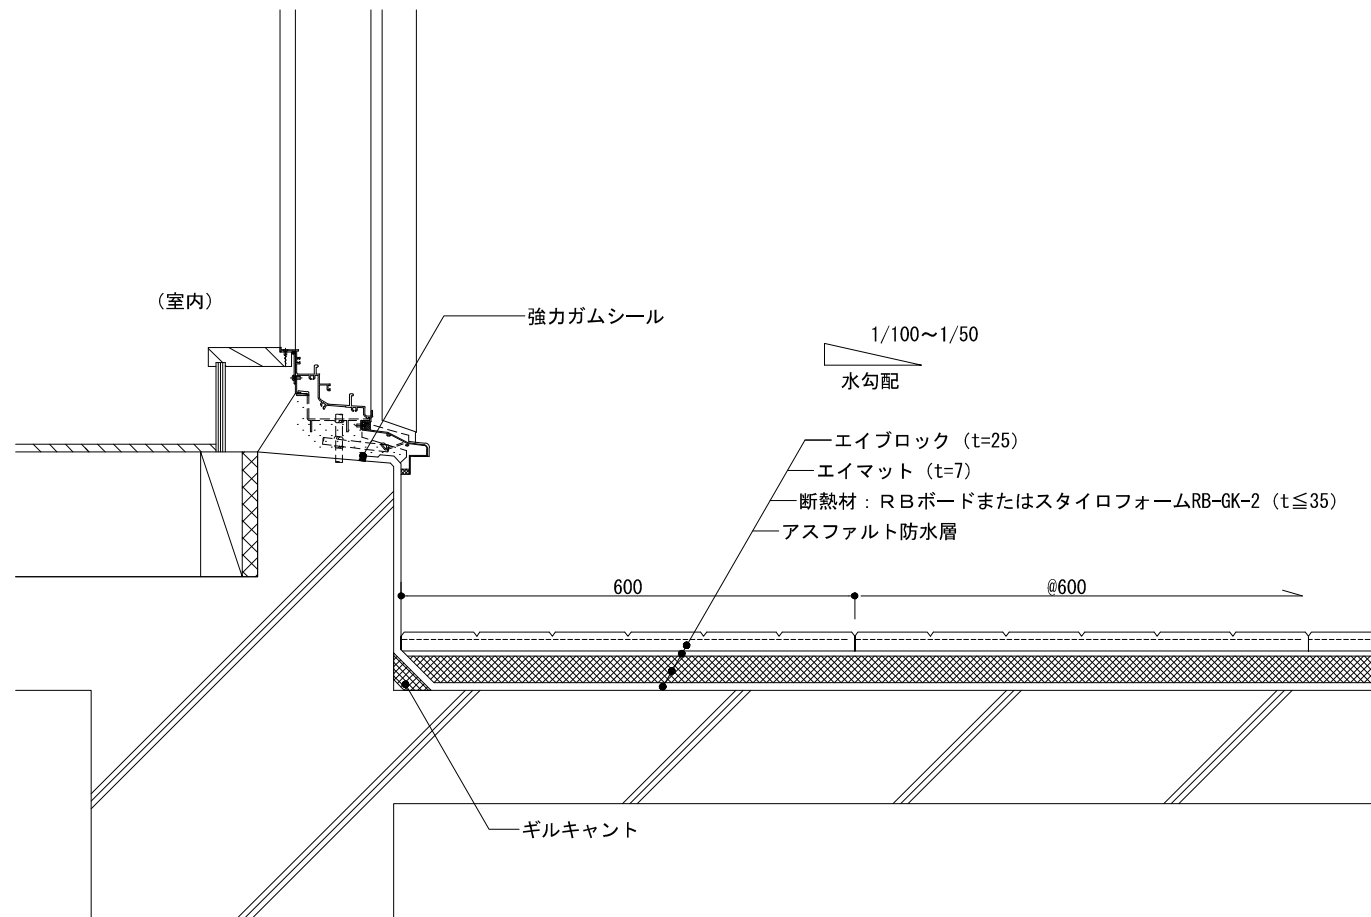 （室内）
強力ガムシール
1/100～1/50
水勾配
エイブロック（t=25）
エイマット（t=7）
断熱材：ＲＢボードまたはスタイロフォームRB-GK-2（t≦35）
アスファルト防水層
600
@600
ギルキャント